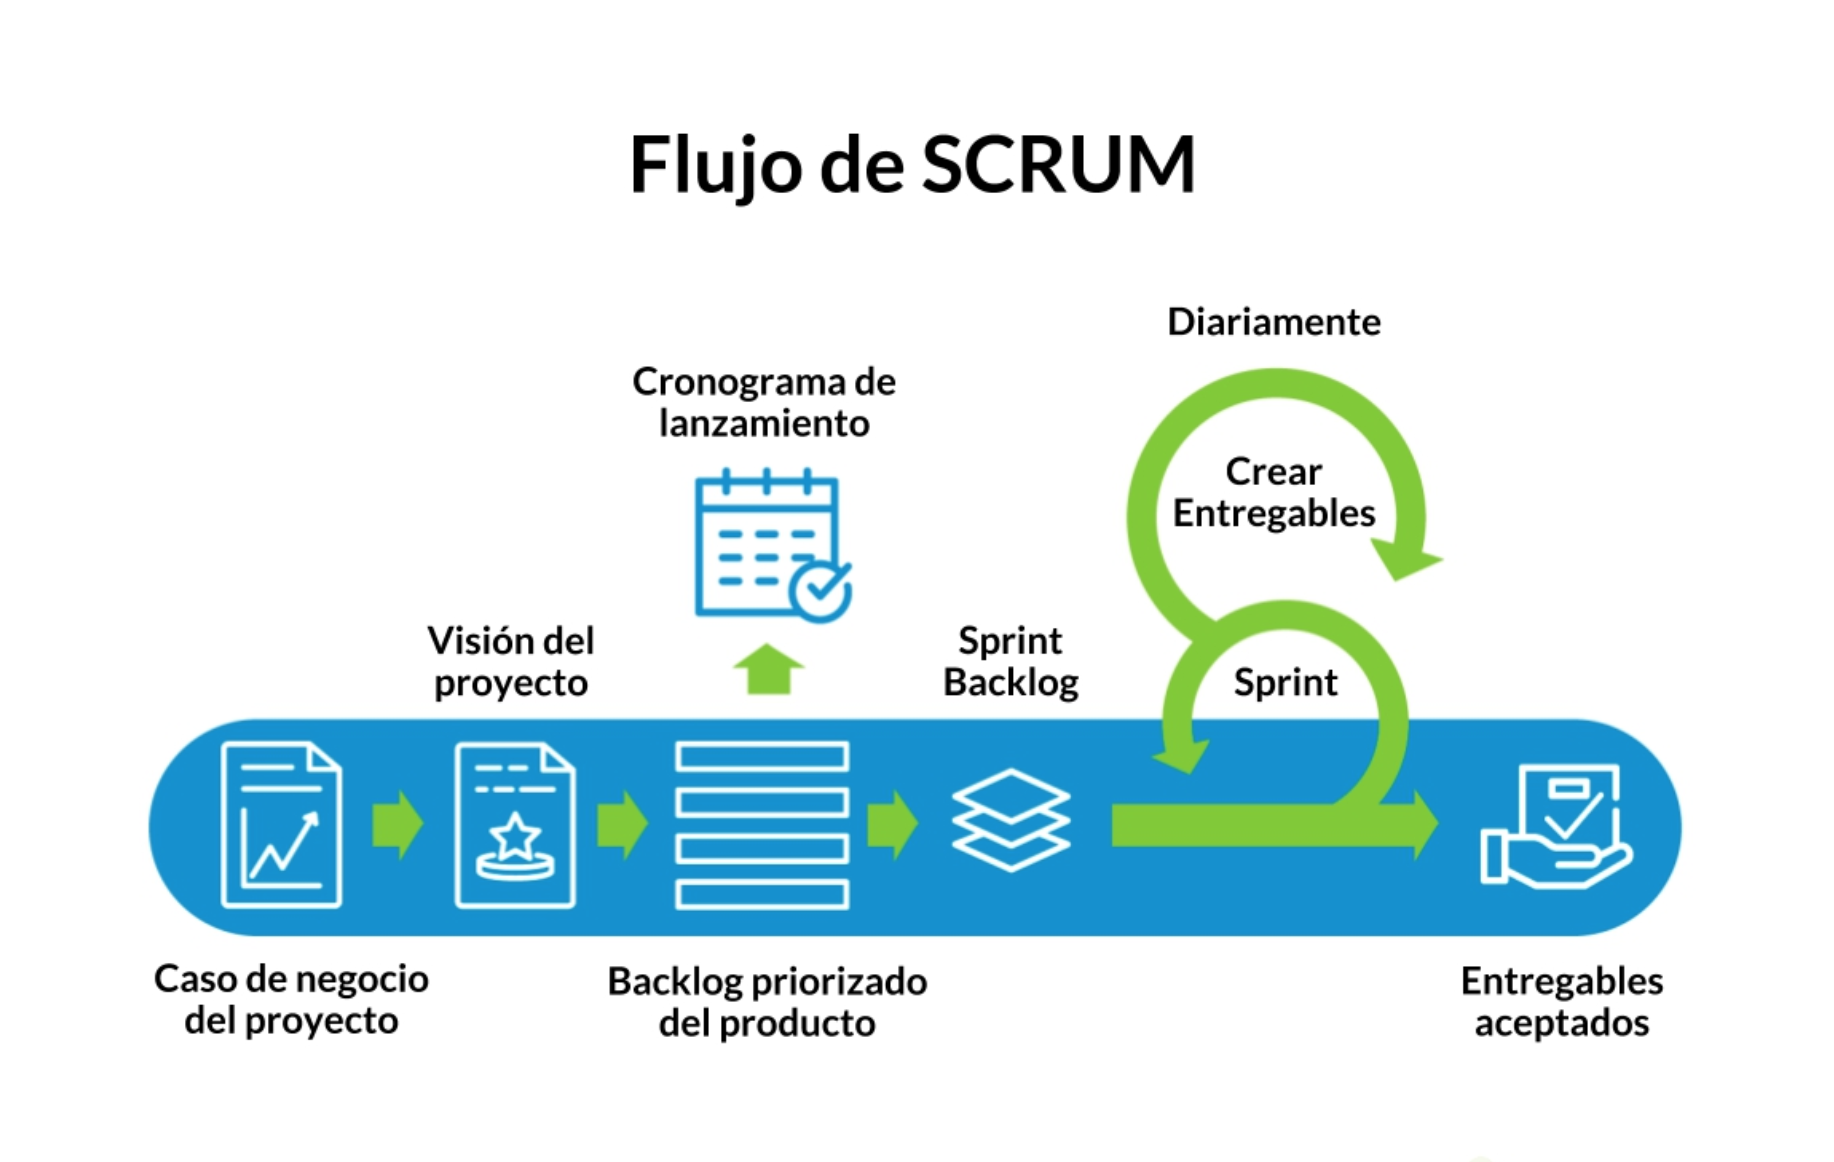 Flujo de SCRUM
Diariamente
Cronograma de
lanzamiento
Crear
Entregables
Visión del
proyecto
Sprint
Backlog
Sprint
Caso de negocio
del proyecto
Backlog priorizado
del producto
Entregables
aceptados